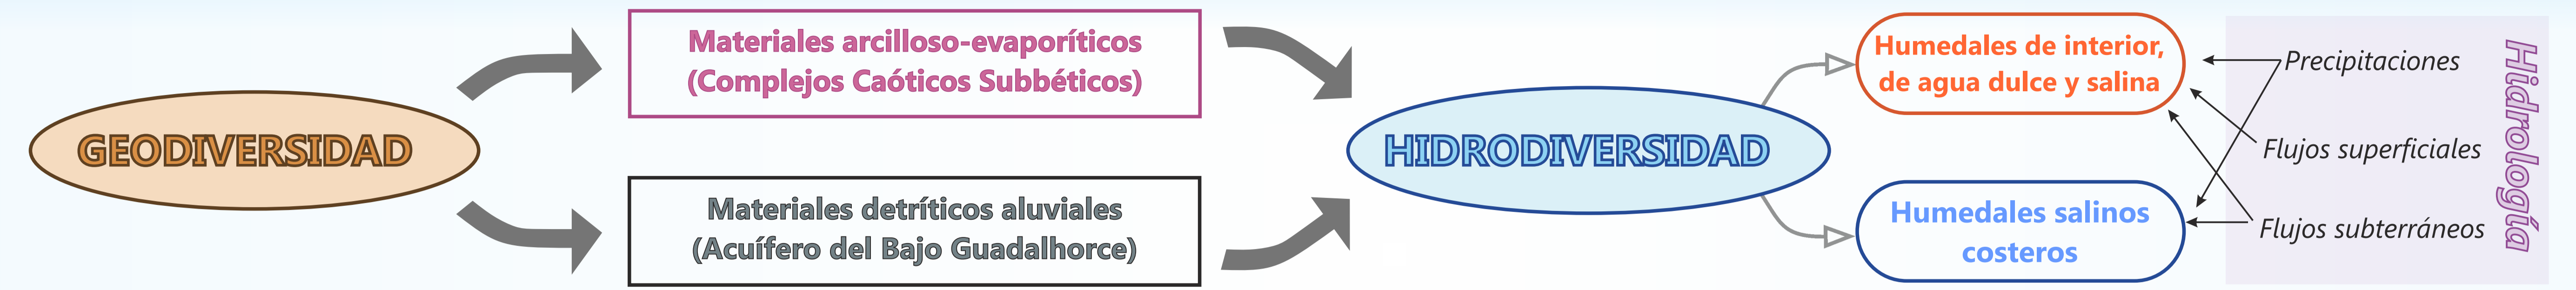 GEODIVERSIDAD
Materiales arcilloso-evaporíticos
(Complejos Caóticos Subbéticos)
Materiales detríticos aluviales
(Acuífero del Bajo Guadalhorce)
HIDRODIVERSIDAD
Humedales de interior,
de agua dulce y salina
Humedales salinos
costeros
Precipitaciones
Flujos superficiales
Flujos subterráneos
Hidrología